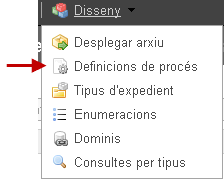 Disseny
Desplegar arxiu
Definicions de procés
Tipus d'expedient
Enumeracions
Dominis
Consultes per tipus